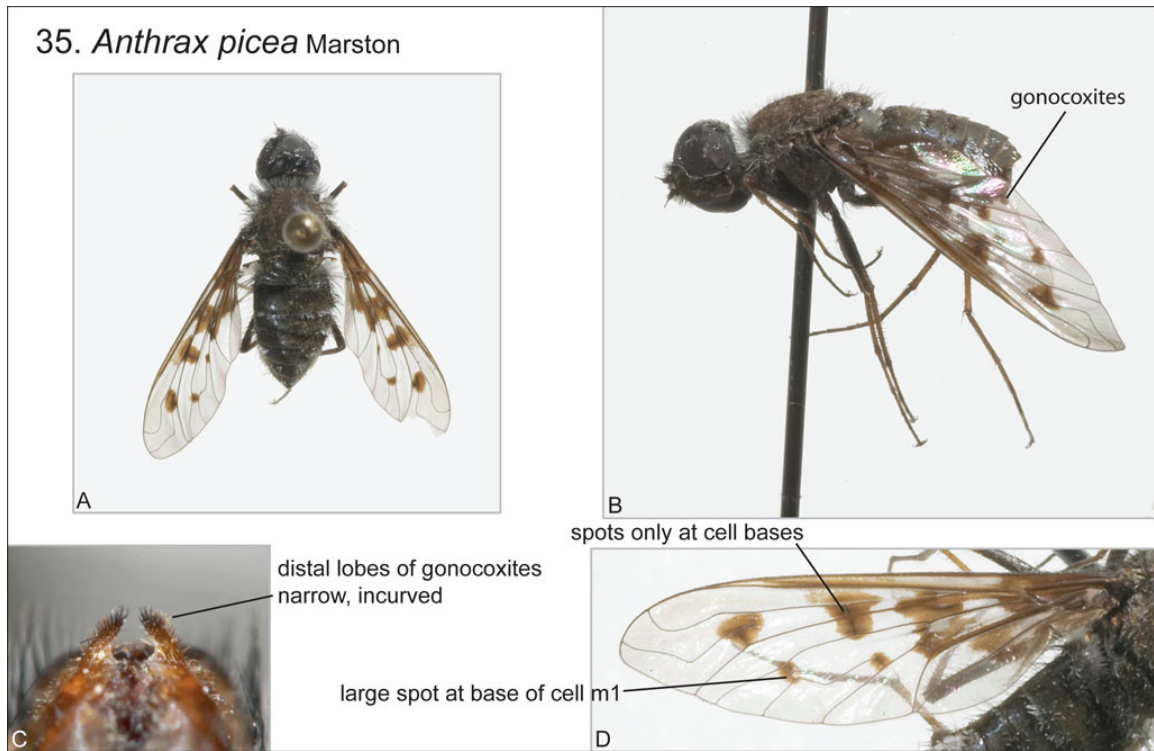 35. Anthrax picea Marston
gonocoxites
A
B
spots only at cell bases
distal lobes of gonocoxites
narrow, incurved
large spot at base of cell m1
C
D